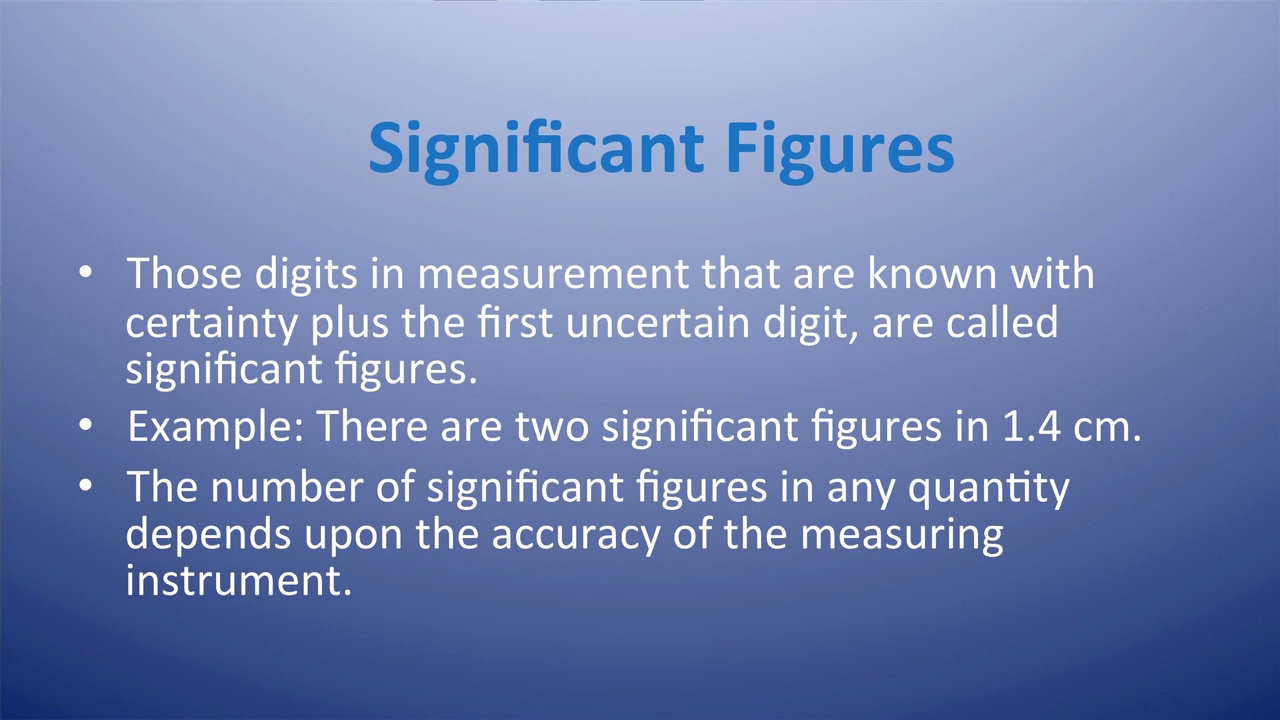 Significant Figures
• Those digits in measurement that are known with
certainty plus the first uncertain digit, are called
significant figures.
• Example: There are two significant figures in 1.4 cm.
• The number of significant figures in any quantity
depends upon the accuracy of the measuring
instrument.